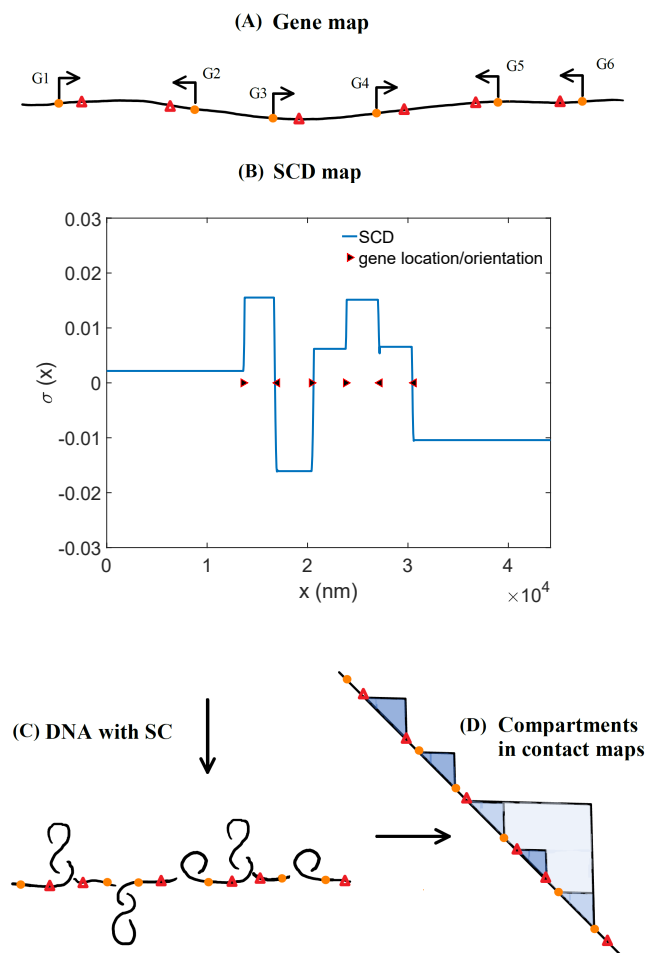 (A) Gene map
G1
G2
G3
G4
G5
G6
(B) SCD map
0.03
0.02
0.01
0
-0.01
-0.02
-0.03
σ (x)
SCD
gene location/orientation
0
1
2
3
4
x (nm)
×10⁴
(C) DNA with SC
(D) Compartments
in contact maps